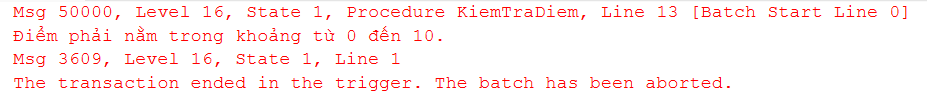 Msg 50000, Level 16, State 1, Procedure KiemTraDiem, Line 13 [Batch Start Line 0]
Điểm phải nằm trong khoảng từ 0 đến 10.
Msg 3609, Level 16, State 1, Line 1
The transaction ended in the trigger. The batch has been aborted.